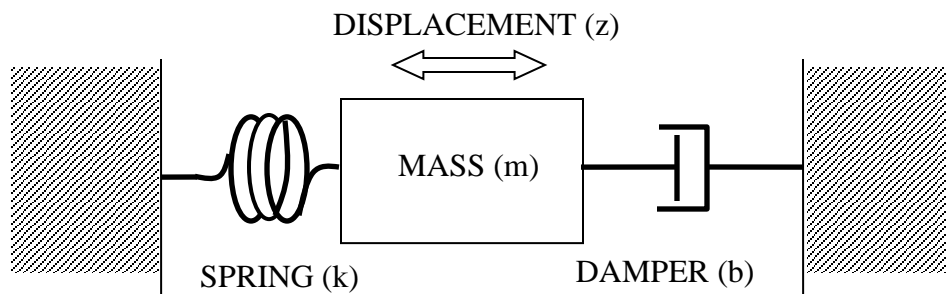 DISPLACEMENT (z)
MASS (m)
SPRING (k)
DAMPER (b)